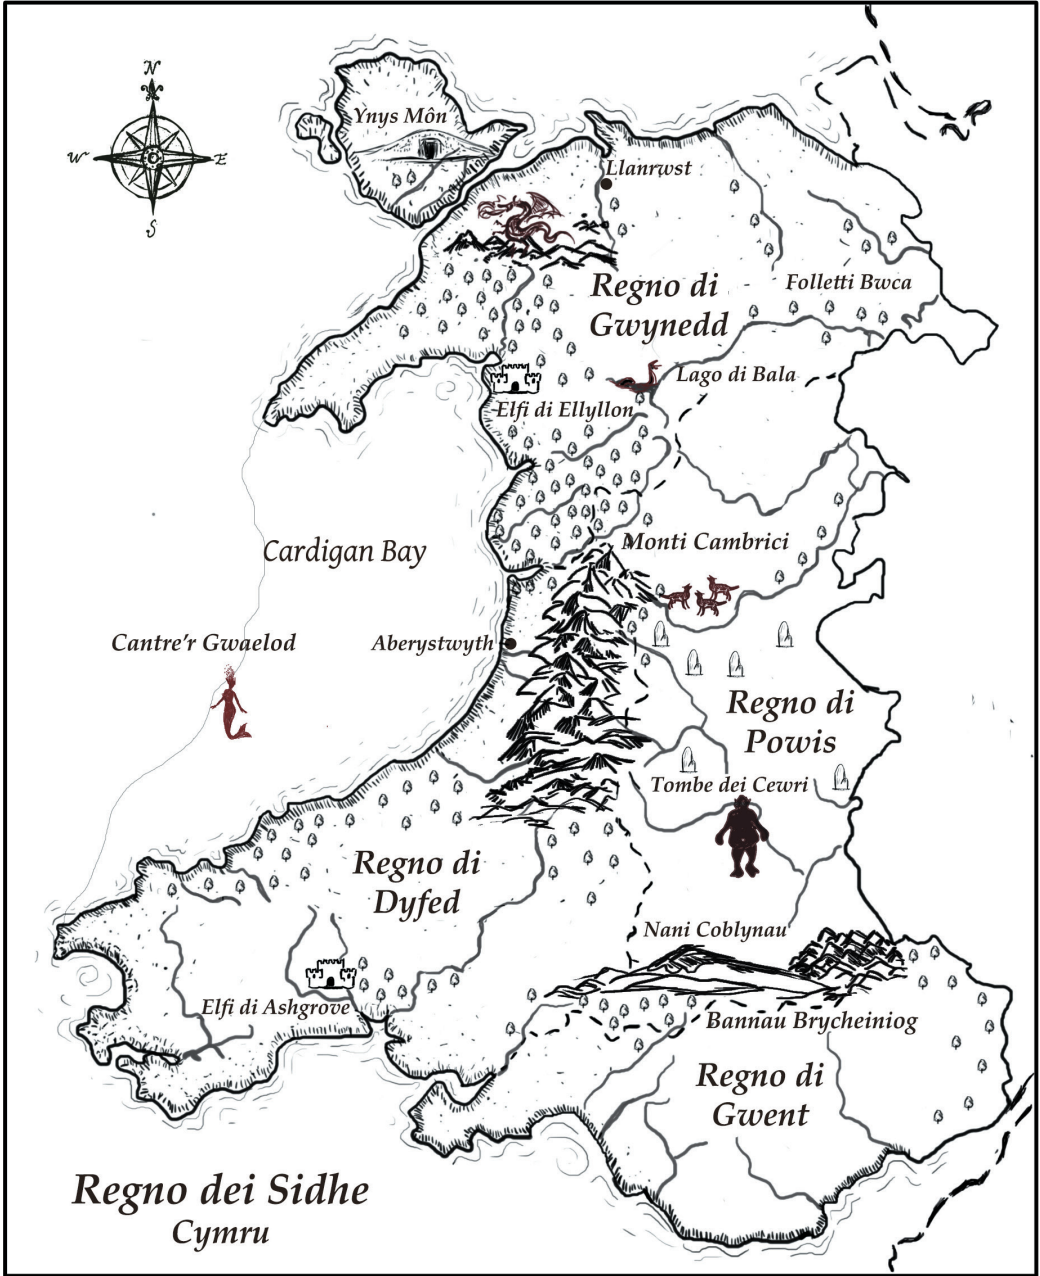 N
W
E
S
Ynys Môn
Llanrwst
Regno di
Gwynedd
Folletti Bwca
Lago di Bala
Elfi di Ellyllon
Monti Cambrici
Cardigan Bay
Cantre'r Gwaelod
Aberystwyth
Regno di
Powis
Tombe dei Cewri
Regno di
Dyfed
Nani Coblynau
Elfi di Ashgrove
Bannau Brycheiniog
Regno di
Gwent
Regno dei Sidhe
Cymru